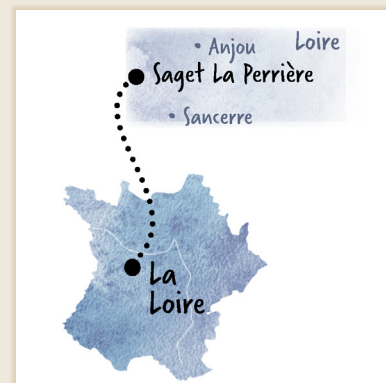 Anjou
Loire
Saget La Perrière
Sancerre
La
Loire